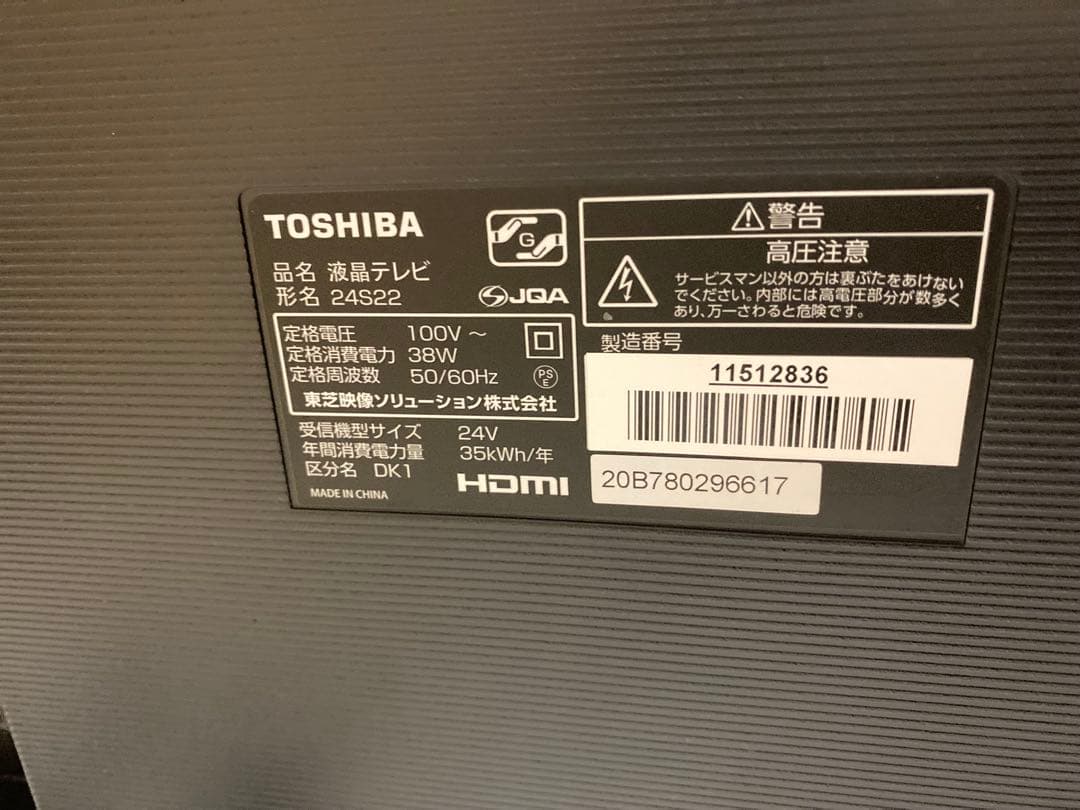 TOSHIBA
G
品名 液晶テレビ
形名 24S22
JQA
定格電圧 100V～
定格消費電力 38W
定格周波数 50/60Hz
PS
E
東芝映像ソリューション株式会社
受信機型サイズ 24V
年間消費電力量 35kWh/年
区分名 DK1
MADE IN CHINA
HDMI
警告
高圧注意
サービスマン以外の方は裏ぶたをあけない
でください。内部には高電圧部分が数多く
あり、万一さわると危険です。
製造番号
11512836
20B780296617